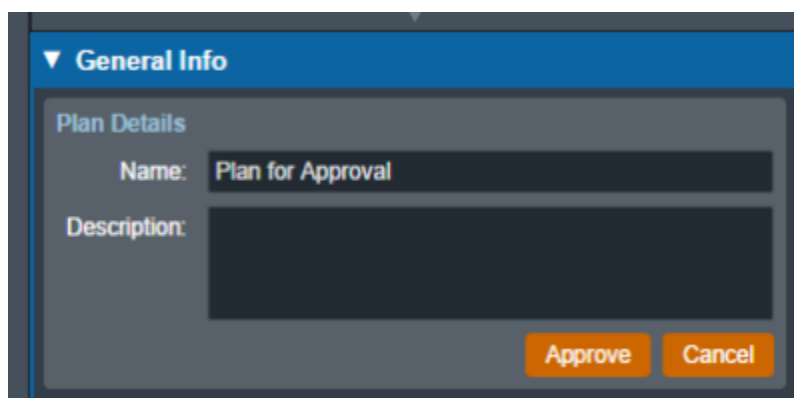 General Info
Plan Details
Name: Plan for Approval
Description:
Approve Cancel